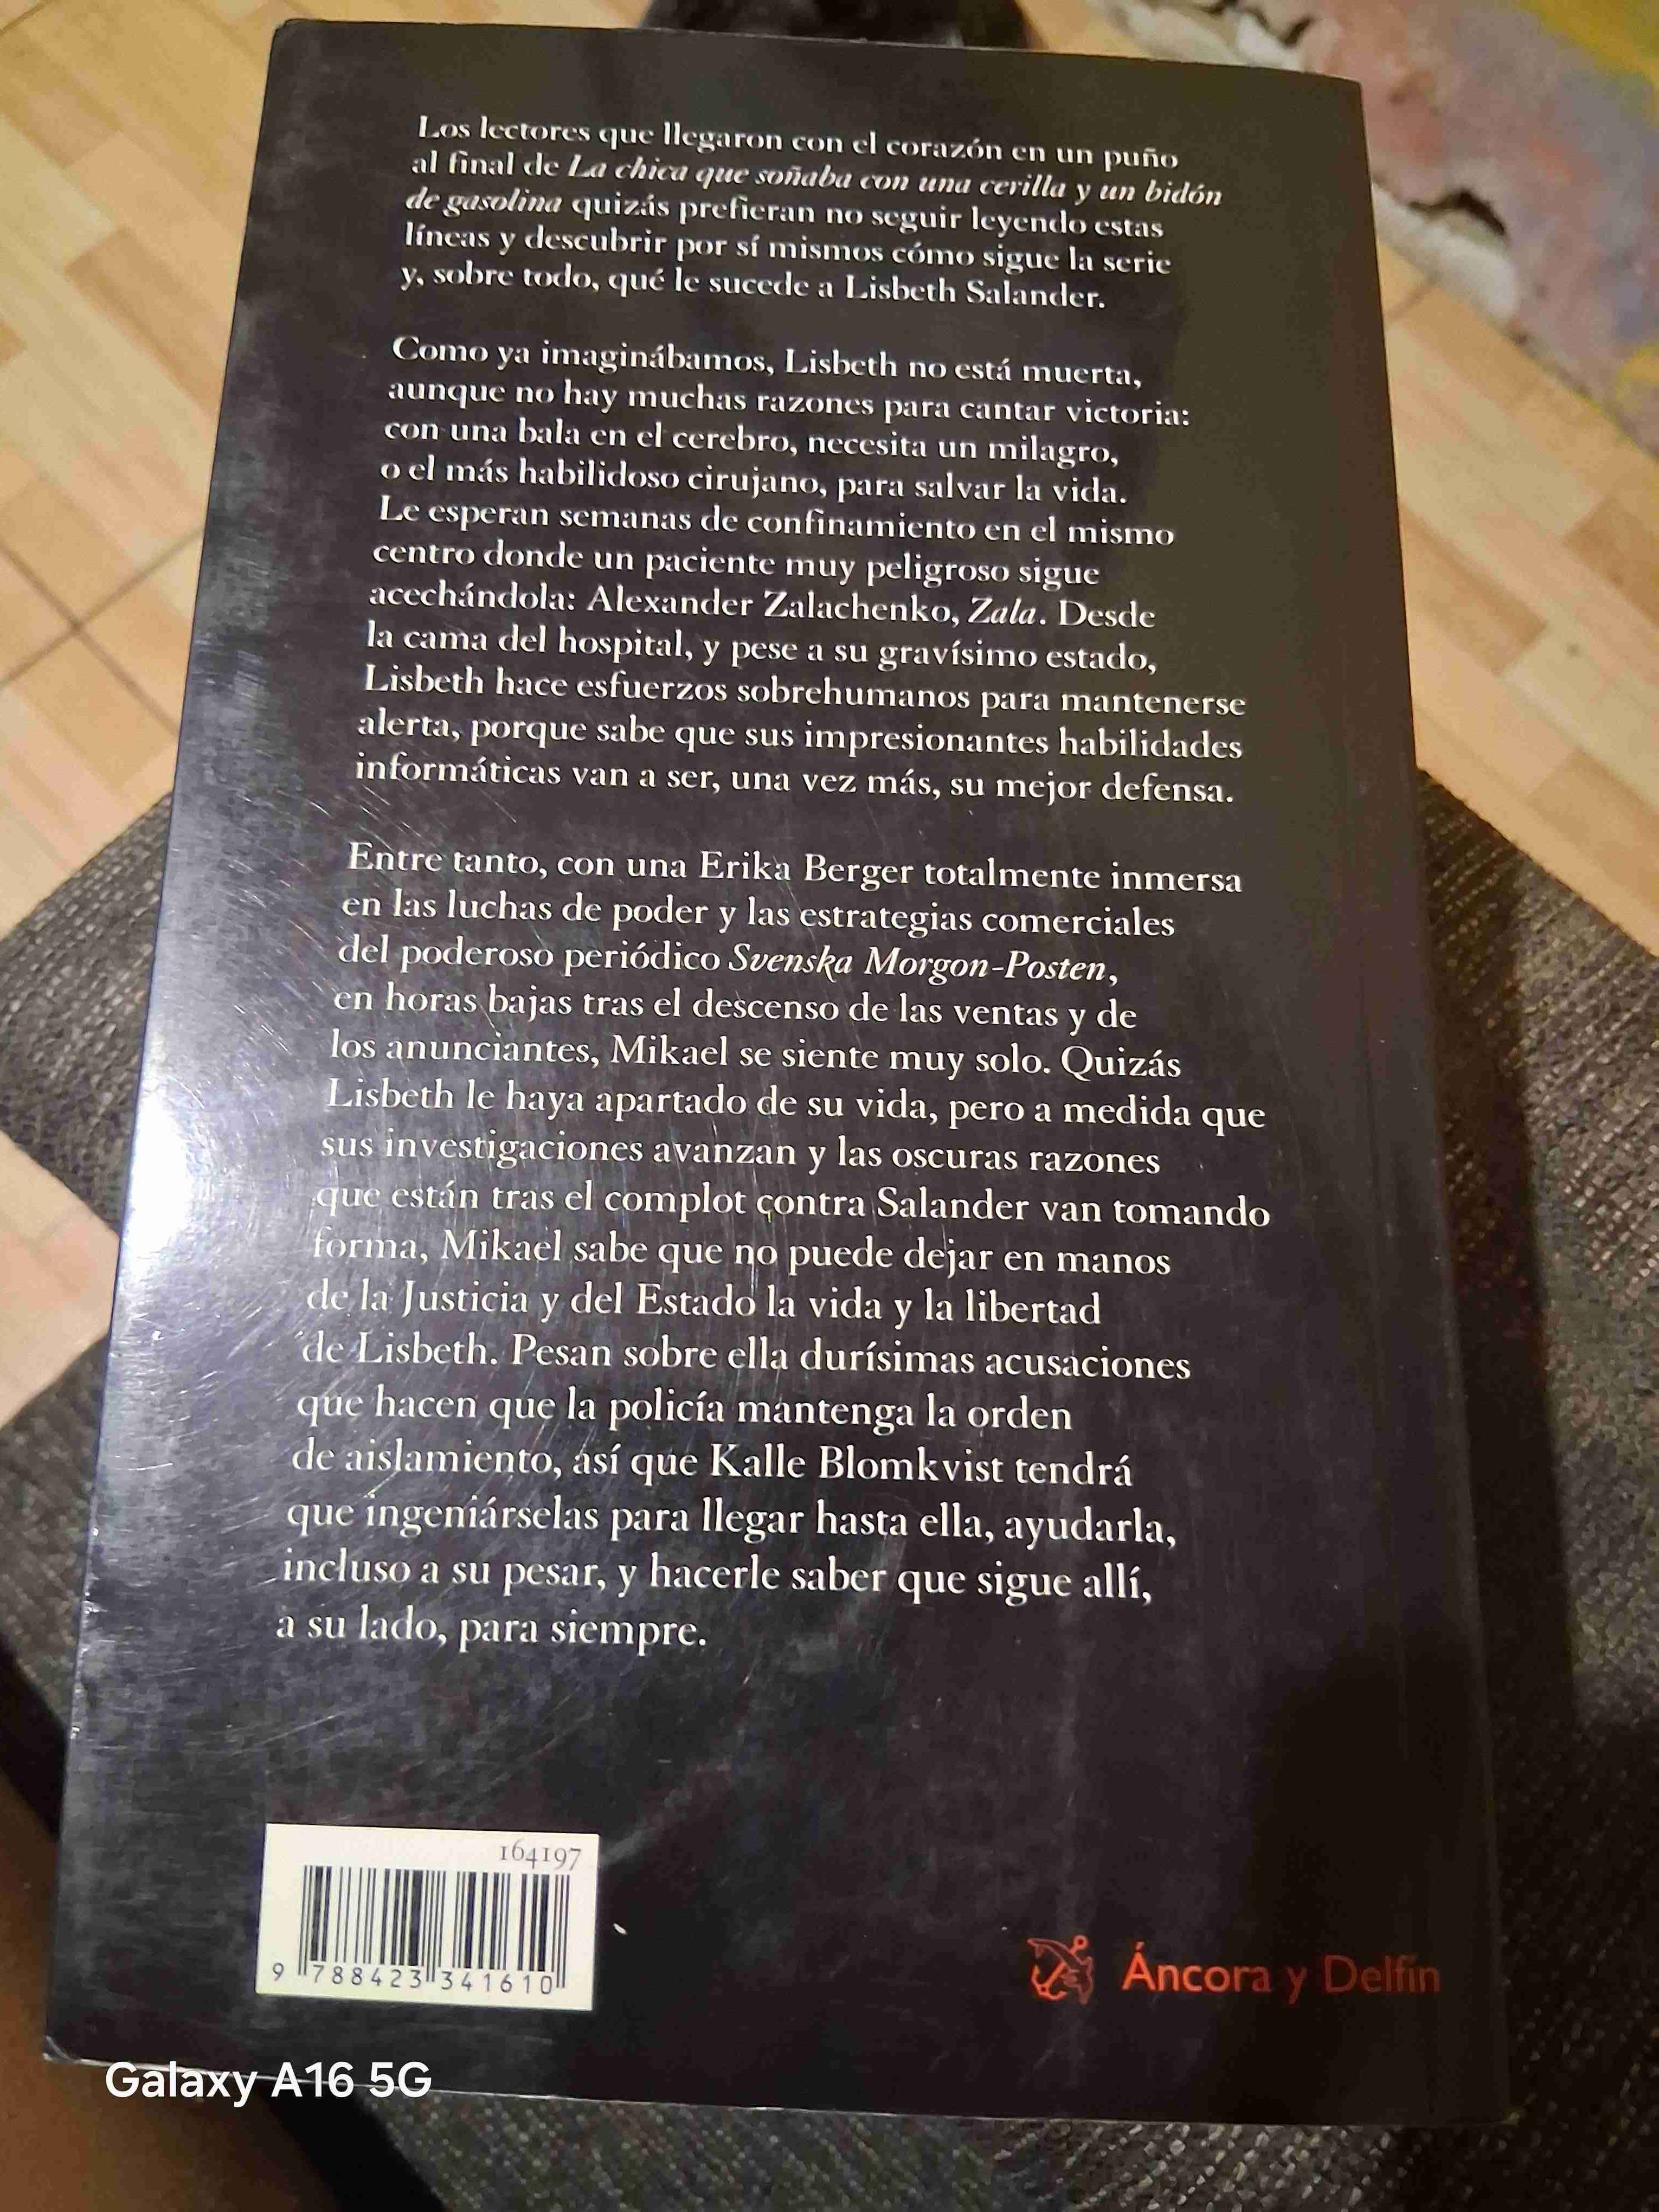 Los lectores que llegaron con el corazón en un puño
al final de La chica que soñaba con una cerilla y un bidón
de gasolina quizás prefieran no seguir leyendo estas
líneas y descubrir por sí mismos cómo sigue la serie
y, sobre todo, qué le sucede a Lisbeth Salander.
Como ya imaginábamos, Lisbeth no está muerta,
aunque no hay muchas razones para cantar victoria:
con una bala en el cerebro, necesita un milagro,
o el más habilidoso cirujano, para salvar la vida.
Le esperan semanas de confinamiento en el mismo
centro donde un paciente muy peligroso sigue
acechándola: Alexander Zalachenko, Zala. Desde
la cama del hospital, y pese a su gravísimo estado,
Lisbeth hace esfuerzos sobrehumanos para mantenerse
alerta, porque sabe que sus impresionantes habilidades
informáticas van a ser, una vez más, su mejor defensa.
Entre tanto, con una Erika Berger totalmente inmersa
en las luchas de poder y las estrategias comerciales
del poderoso periódico Svenska Morgon-Posten,
en horas bajas tras el descenso de las ventas y de
los anunciantes, Mikael se siente muy solo. Quizás
Lisbeth le haya apartado de su vida, pero a medida que
sus investigaciones avanzan y las oscuras razones
que están tras el complot contra Salander van tomando
forma, Mikael sabe que no puede dejar en manos
de la Justicia y del Estado la vida y la libertad
de Lisbeth. Pesan sobre ella durísimas acusaciones
que hacen que la policía mantenga la orden
de aislamiento, así que Kalle Blomkvist tendrá
que ingeniárselas para llegar hasta ella, ayudarla,
incluso a su pesar, y hacerle saber que sigue allí,
a su lado, para siempre.
164197
9 788423 341610
Áncora y Delfín
Galaxy A16 5G